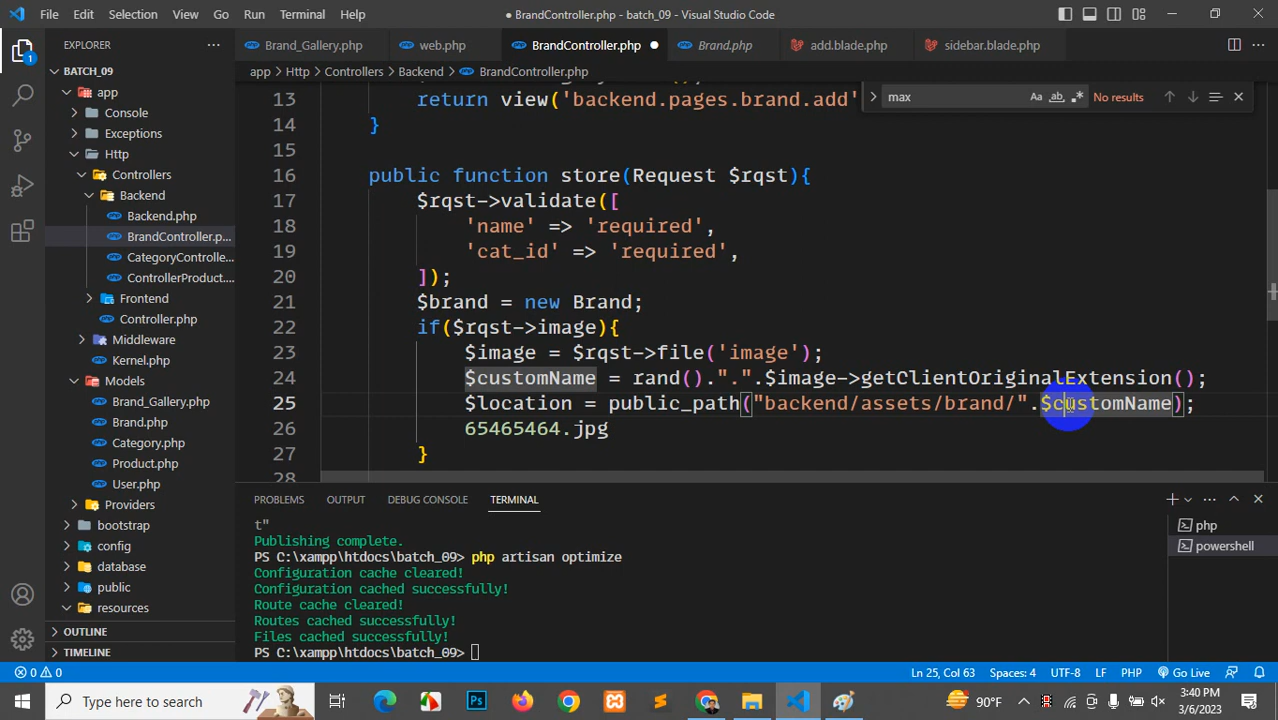 File Edit Selection View Go Run Terminal Help
● BrandController.php - batch_09 - Visual Studio Code
EXPLORER
Brand_Gallery.php
web.php
BrandController.php
Brand.php
add.blade.php
sidebar.blade.php
app > Http > Controllers > Backend > BrandController.php
BATCH_09
app
Console
Exceptions
Http
Controllers
Backend
Backend.php
BrandController.p...
CategoryControlle...
ControllerProduct....
Frontend
Controller.php
Middleware
Kernel.php
Models
Brand_Gallery.php
Brand.php
Category.php
Product.php
User.php
Providers
bootstrap
config
database
public
resources
OUTLINE
TIMELINE
max
Aa ab No results
13 return view('backend.pages.brand.add'
14 }
15
16 public function store(Request $rqst){
17 $rqst->validate([
18 'name' => 'required',
19 'cat_id' => 'required',
20 ]);
21 $brand = new Brand;
22 if($rqst->image){
23 $image = $rqst->file('image');
24 $customName = rand().".".$image->getClientOriginalExtension();
25 $location = public_path("backend/assets/brand/".$customName);
26 65465464.jpg
27 }
28
PROBLEMS OUTPUT DEBUG CONSOLE TERMINAL
t"
Publishing complete.
PS C:\xampp\htdocs\batch_09> php artisan optimize
Configuration cache cleared!
Configuration cached successfully!
Route cache cleared!
Routes cached successfully!
Files cached successfully!
PS C:\xampp\htdocs\batch_09>
php
powershell
0 0 Ln 25, Col 63 Spaces: 4 UTF-8 LF PHP Go Live
Type here to search
90°F
3:40 PM
3/6/2023